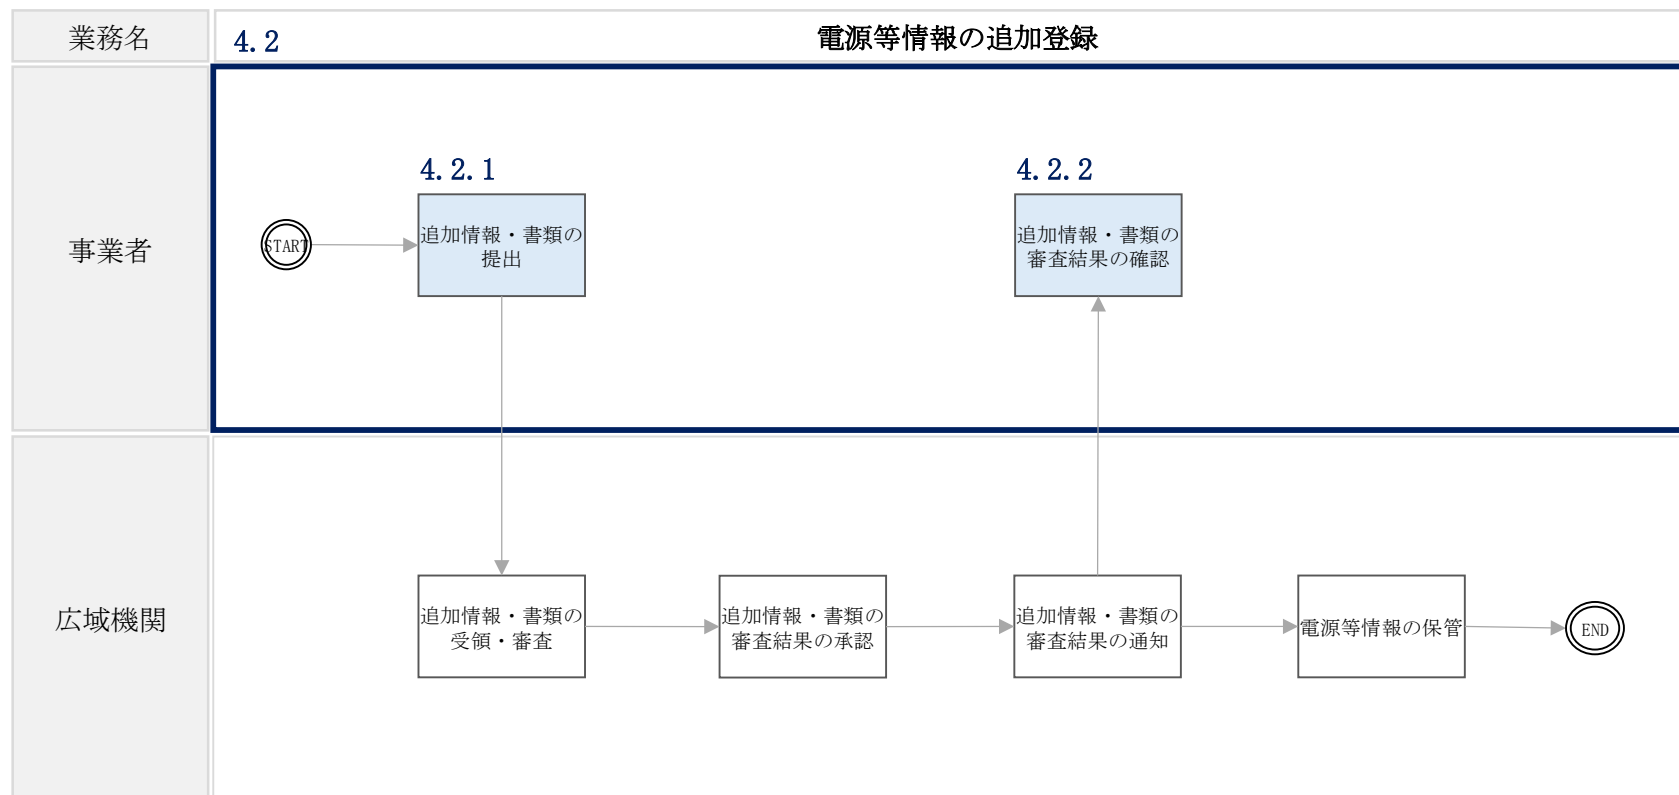 業務名
4.2
電源等情報の追加登録
事業者
START
4.2.1
追加情報・書類の
提出
4.2.2
追加情報・書類の
審査結果の確認
広域機関
追加情報・書類の
受領・審査
追加情報・書類の
審査結果の承認
追加情報・書類の
審査結果の通知
電源等情報の保管
END